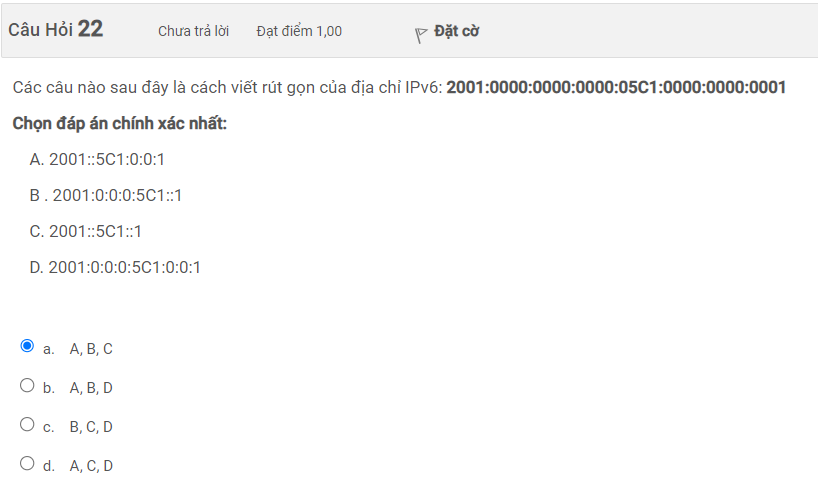 Câu Hỏi 22 Chưa trả lời Đạt điểm 1,00 Đặt cờ
Các câu nào sau đây là cách viết rút gọn của địa chỉ IPv6: 2001:0000:0000:0000:05C1:0000:0000:0001
Chọn đáp án chính xác nhất:
A. 2001::5C1:0:0:1
B . 2001:0:0:0:5C1::1
C. 2001::5C1::1
D. 2001:0:0:0:5C1:0:0:1
a. A, B, C
b. A, B, D
c. B, C, D
d. A, C, D